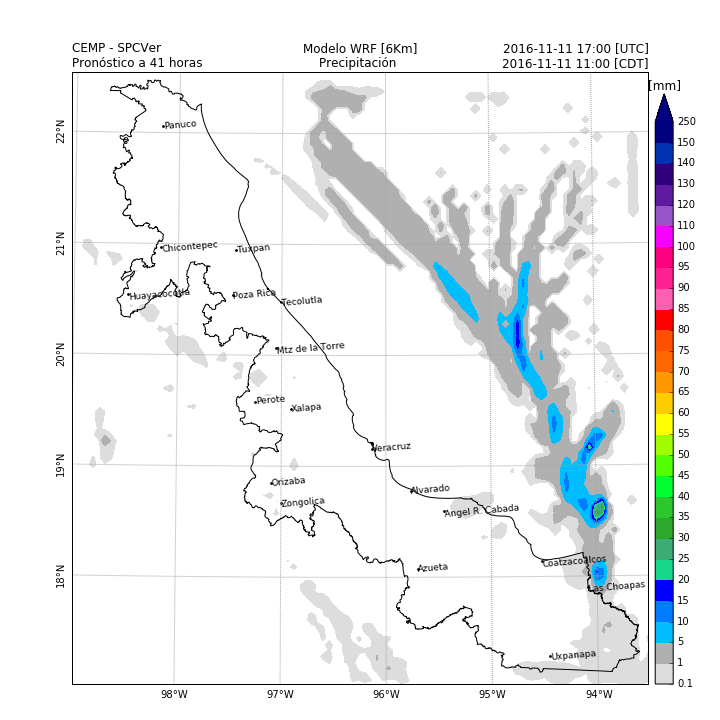 CEMP - SPCVer Modelo WRF [6Km] 2016-11-11 17:00 [UTC]
Pronóstico a 41 horas Precipitación 2016-11-11 11:00 [CDT]
[mm]
250
150
140
130
120
110
100
95
90
85
80
75
70
65
60
55
50
45
40
35
30
25
20
15
10
5
1
0.1
22°N
21°N
20°N
19°N
18°N
Panuco
Chicontepec
Tuxpan
Huayacocotla
Poza Rica
Tecolutla
Mtz de la Torre
Perote
Xalapa
Veracruz
Orizaba
Alvarado
Zongolica
Angel R. Cabada
Azueta
Coatzacoalcos
Las Choapas
Uxpanapa
98°W 97°W 96°W 95°W 94°W